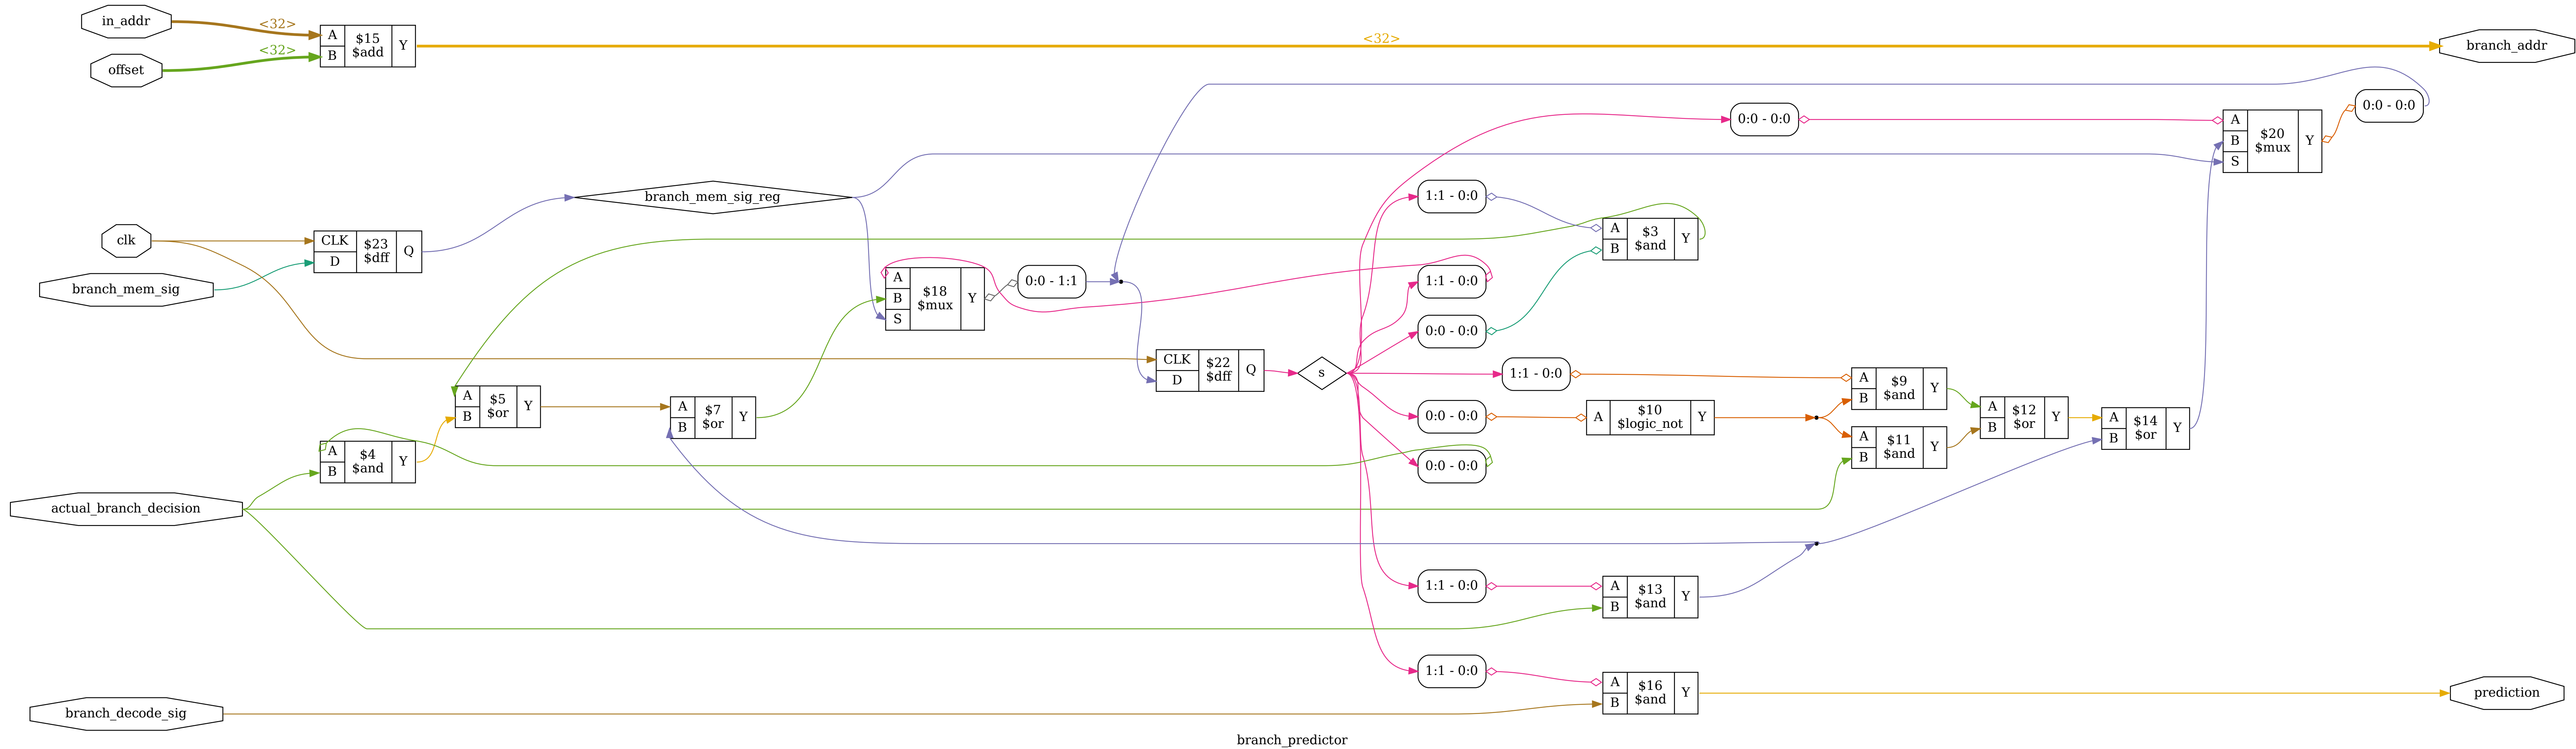 in_addr
<32>
offset
<32>
A
B
$15
$add
Y
<32>
branch_addr
0:0 - 0:0
A
B
S
$20
$mux
Y
0:0 - 0:0
branch_mem_sig_reg
1:1 - 0:0
A
B
$3
$and
Y
clk
branch_mem_sig
CLK
D
$23
$dff
Q
A
B
S
$18
$mux
Y
0:0 - 1:1
1:1 - 0:0
0:0 - 0:0
CLK
D
$22
$dff
Q
s
1:1 - 0:0
A
B
$9
$and
Y
A
B
$5
$or
Y
A
B
$7
$or
Y
0:0 - 0:0
A
$10
$logic_not
Y
A
B
$12
$or
Y
A
B
$14
$or
Y
A
B
$11
$and
Y
A
B
$4
$and
Y
0:0 - 0:0
actual_branch_decision
1:1 - 0:0
A
B
$13
$and
Y
1:1 - 0:0
A
B
$16
$and
Y
prediction
branch_decode_sig
branch_predictor